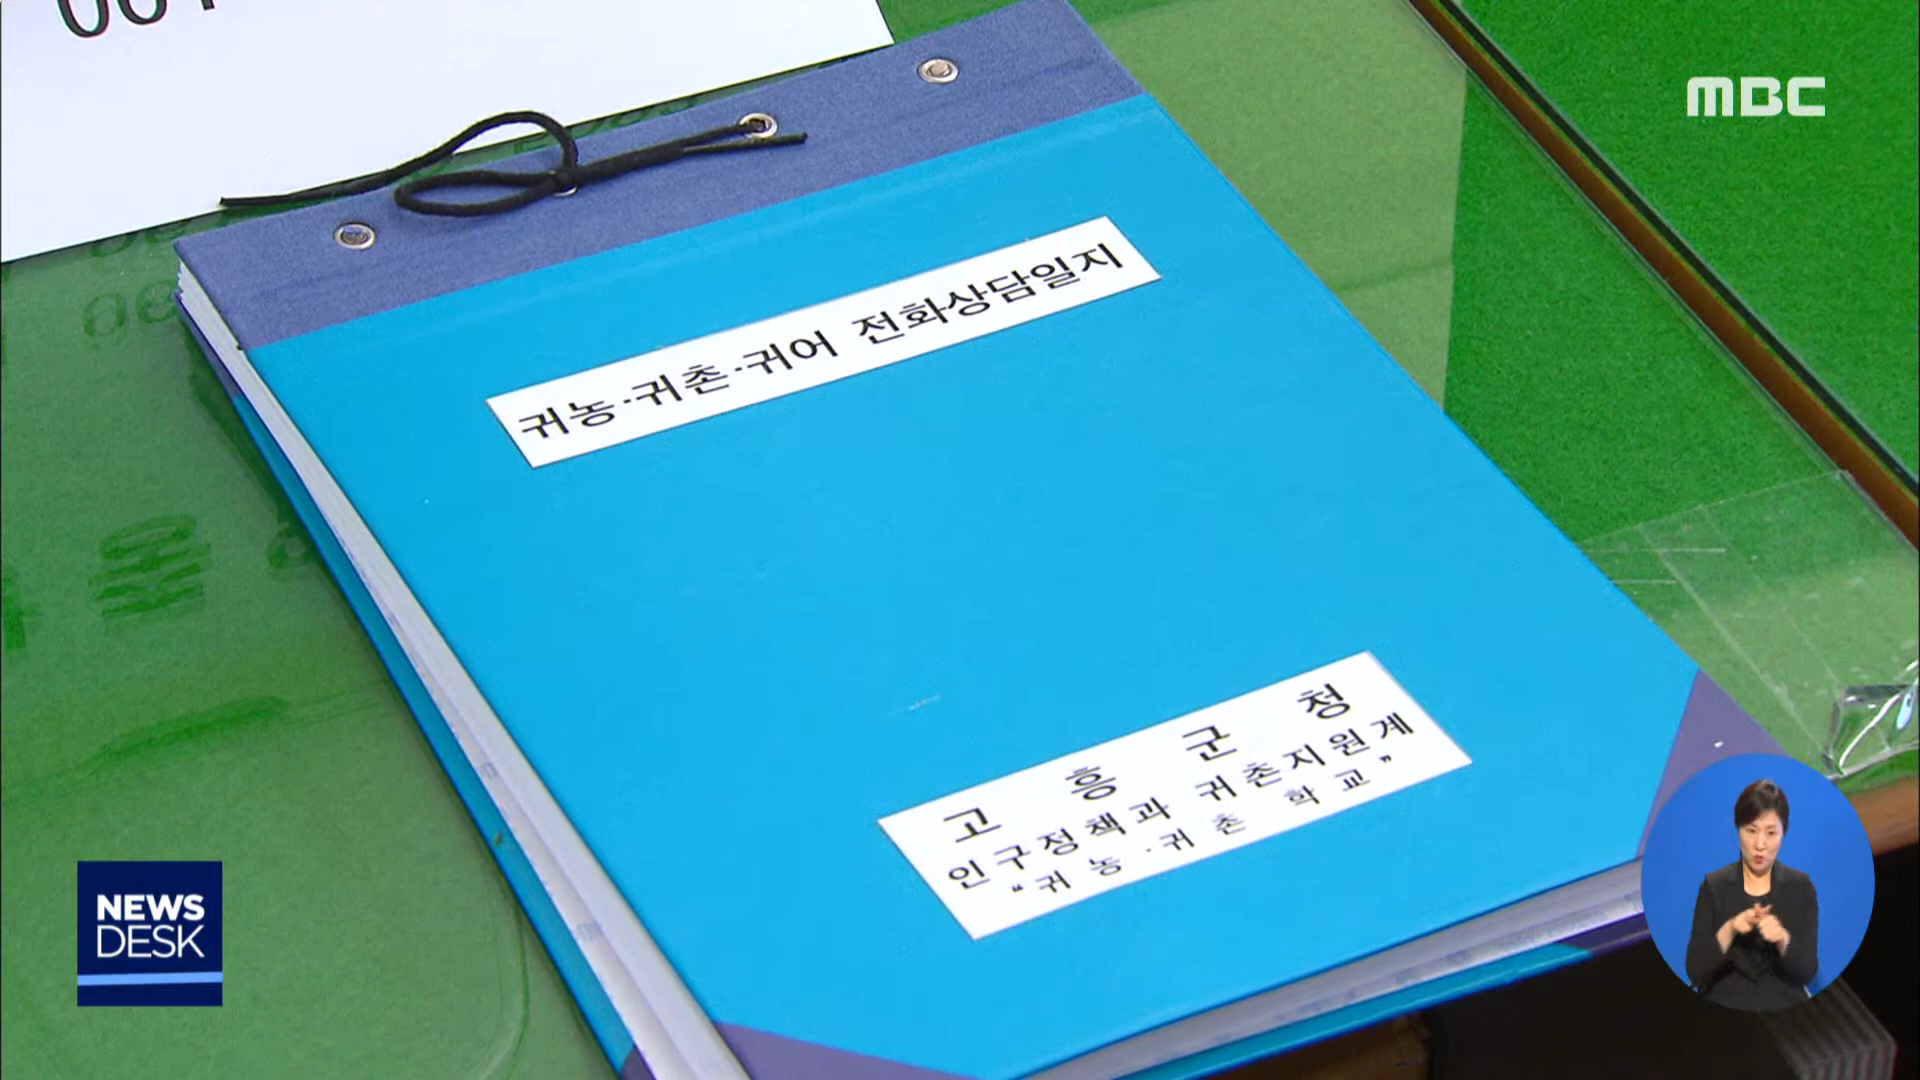 MBC
귀농·귀촌·귀어 전화상담일지
고 흥 군 청
인구정책과 귀촌지원계
“귀 농 ·귀 촌 학 교”
NEWS
DESK